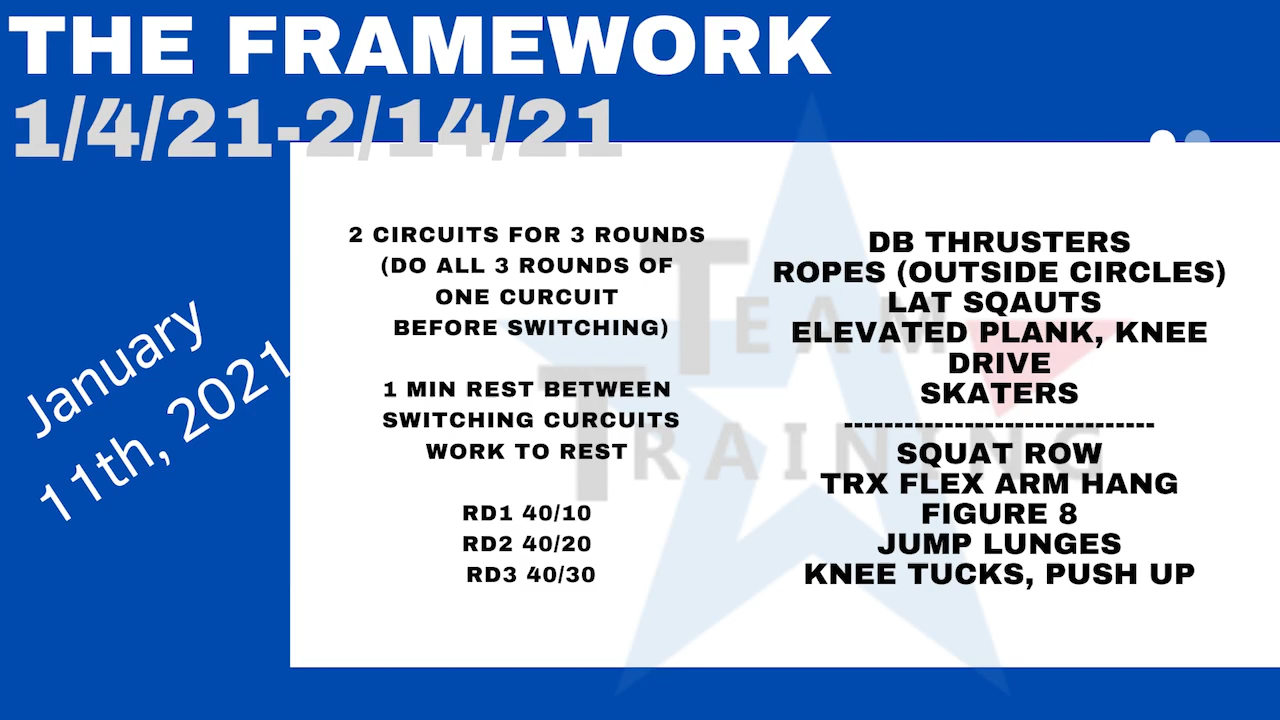 THE FRAMEWORK
1/4/21-2/14/21
January
11th, 2021
2 CIRCUITS FOR 3 ROUNDS
(DO ALL 3 ROUNDS OF
ONE CURCUIT
BEFORE SWITCHING)
1 MIN REST BETWEEN
SWITCHING CURCUITS
WORK TO REST
RD1 40/10
RD2 40/20
RD3 40/30
DB THRUSTERS
ROPES (OUTSIDE CIRCLES)
LAT SQAUTS
ELEVATED PLANK, KNEE
DRIVE
SKATERS
-------------------------------
SQUAT ROW
TRX FLEX ARM HANG
FIGURE 8
JUMP LUNGES
KNEE TUCKS, PUSH UP
TEAM
TRAINING